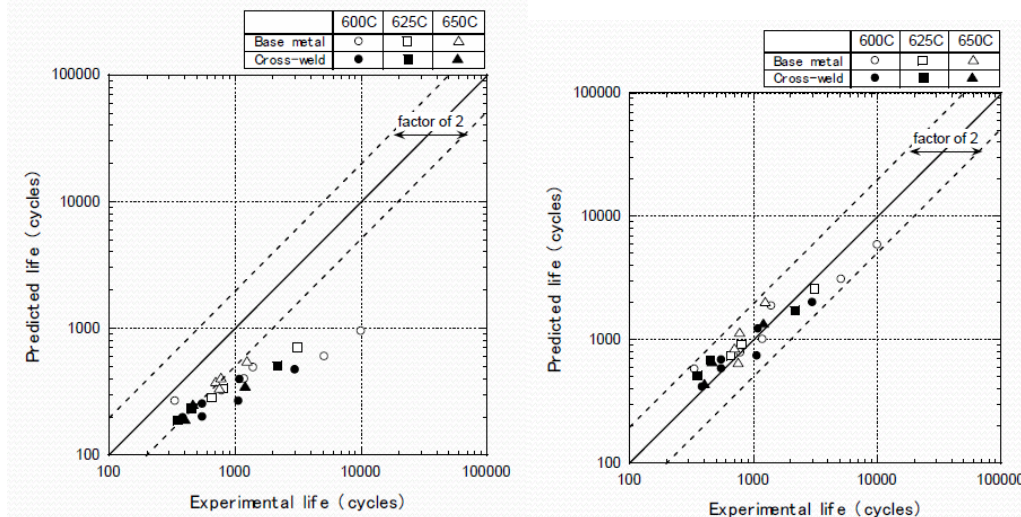 600C 625C 650C
Base metal
Cross-weld
100000
10000
1000
100
Predicted life (cycles)
factor of 2
100 1000 10000 100000
Experimental life (cycles)
600C 625C 650C
Base metal
Cross-weld
100000
10000
1000
100
Predicted life (cycles)
factor of 2
100 1000 10000 100000
Experimental life (cycles)